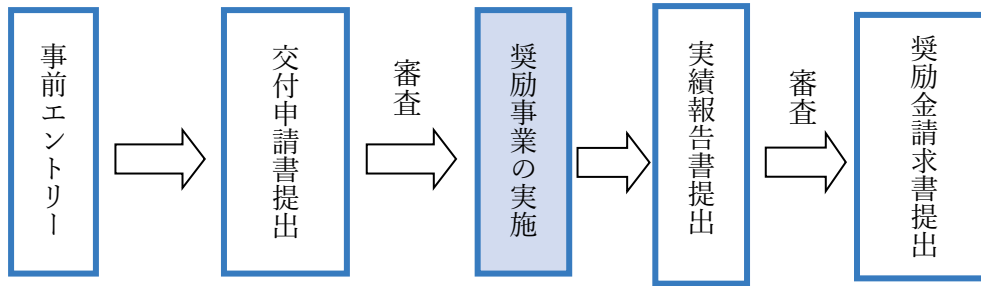 事前エントリー
交付申請書提出
審査
奨励事業の実施
実績報告書提出
審査
奨励金請求書提出